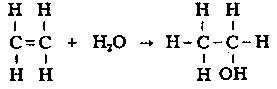 H H H H
C = C + H₂O → H - C - C - H
H H H OH